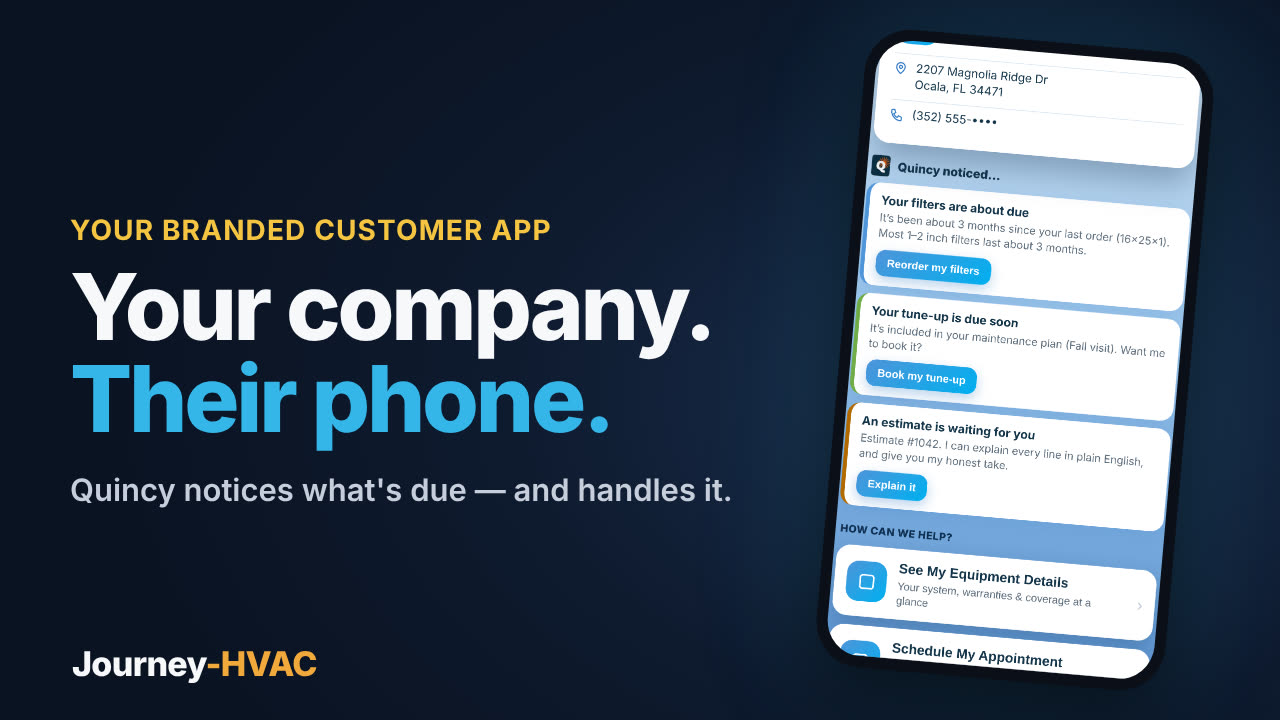 YOUR BRANDED CUSTOMER APP
Your company.
Their phone.
Quincy notices what's due — and handles it.
Journey-HVAC
2207 Magnolia Ridge Dr
Ocala, FL 34471
(352) 555-••••
Q
Quincy noticed...
Your filters are about due
It's been about 3 months since your last order (16×25×1).
Most 1–2 inch filters last about 3 months.
Reorder my filters
Your tune-up is due soon
It's included in your maintenance plan (Fall visit). Want me
to book it?
Book my tune-up
An estimate is waiting for you
Estimate #1042. I can explain every line in plain English,
and give you my honest take.
Explain it
HOW CAN WE HELP?
See My Equipment Details
Your system, warranties & coverage at a
glance
Schedule My Appointment